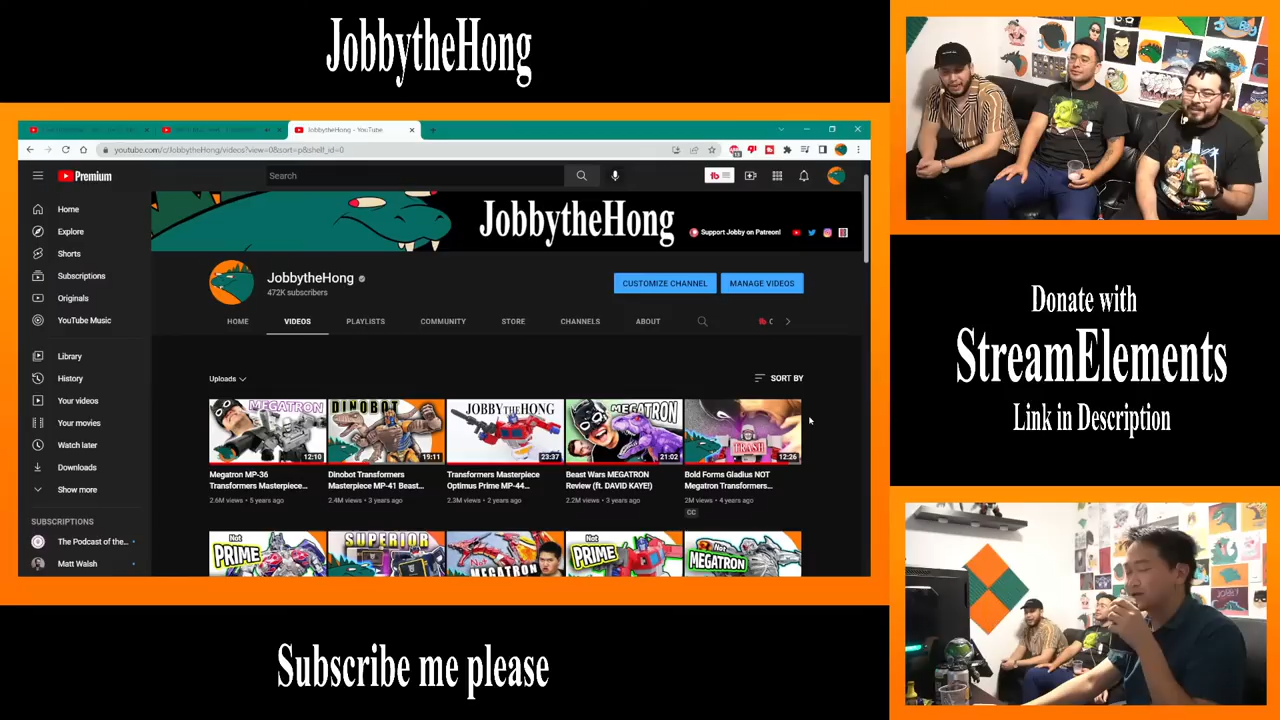 JobbytheHong
JobbytheHong - YouTube
youtube.com/c/JobbytheHong/videos?view=0&sort=p&shelf_id=0
Premium
Search
Home
Explore
Shorts
Subscriptions
Originals
YouTube Music
Library
History
Your videos
Your movies
Watch later
Downloads
Show more
SUBSCRIPTIONS
The Podcast of the...
Matt Walsh
JobbytheHong
Support Jobby on Patreon!
JobbytheHong
472K subscribers
CUSTOMIZE CHANNEL
MANAGE VIDEOS
HOME
VIDEOS
PLAYLISTS
COMMUNITY
STORE
CHANNELS
ABOUT
Uploads
SORT BY
MEGATRON
12:10
Megatron MP-36
Transformers Masterpiece...
2.6M views • 5 years ago
DINOBOT
19:11
Dinobot Transformers
Masterpiece MP-41 Beast...
2.4M views • 3 years ago
JOBBYTHEHONG
23:37
Transformers Masterpiece
Optimus Prime MP-44...
2.3M views • 2 years ago
MEGATRON
21:02
Beast Wars MEGATRON
Review (ft. DAVID KAYE!)
2.2M views • 3 years ago
TRASH
12:26
Bold Forms Gladius NOT
Megatron Transformers...
2M views • 4 years ago
CC
Not
PRIME
SUPERIOR
Not
MEGATRON
Not
PRIME
Not
MEGATRON
Donate with
StreamElements
Link in Description
Subscribe me please